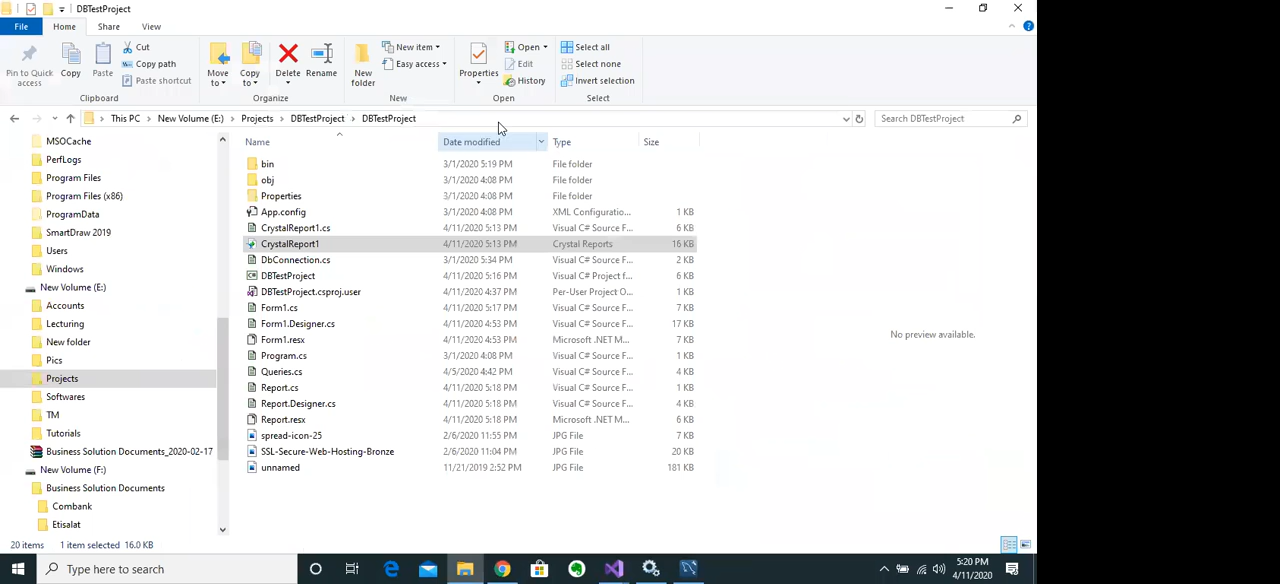 DBTestProject
File Home Share View
Pin to Quick access
Copy
Paste
Cut
Copy path
Paste shortcut
Clipboard
Move to
Copy to
Delete
Rename
Organize
New folder
New item
Easy access
New
Properties
Open
Edit
History
Open
Select all
Select none
Invert selection
Select
This PC > New Volume (E:) > Projects > DBTestProject > DBTestProject
Search DBTestProject
MSOCache
PerfLogs
Program Files
Program Files (x86)
ProgramData
SmartDraw 2019
Users
Windows
New Volume (E:)
Accounts
Lecturing
New folder
Pics
Projects
Softwares
TM
Tutorials
Business Solution Documents_2020-02-17
New Volume (F:)
Business Solution Documents
Combank
Etisalat
Name Date modified Type Size
bin 3/1/2020 5:19 PM File folder
obj 3/1/2020 4:08 PM File folder
Properties 3/1/2020 4:08 PM File folder
App.config 3/1/2020 4:08 PM XML Configuratio... 1 KB
CrystalReport1.cs 4/11/2020 5:13 PM Visual C# Source F... 6 KB
CrystalReport1 4/11/2020 5:13 PM Crystal Reports 16 KB
DbConnection.cs 3/1/2020 5:34 PM Visual C# Source F... 2 KB
DBTestProject 4/11/2020 5:16 PM Visual C# Project f... 6 KB
DBTestProject.csproj.user 4/11/2020 4:37 PM Per-User Project O... 1 KB
Form1.cs 4/11/2020 5:17 PM Visual C# Source F... 7 KB
Form1.Designer.cs 4/11/2020 4:53 PM Visual C# Source F... 17 KB
Form1.resx 4/11/2020 4:53 PM Microsoft .NET M... 7 KB
Program.cs 3/1/2020 4:08 PM Visual C# Source F... 1 KB
Queries.cs 4/5/2020 4:42 PM Visual C# Source F... 4 KB
Report.cs 4/11/2020 5:18 PM Visual C# Source F... 1 KB
Report.Designer.cs 4/11/2020 5:18 PM Visual C# Source F... 4 KB
Report.resx 4/11/2020 5:18 PM Microsoft .NET M... 6 KB
spread-icon-25 2/6/2020 11:55 PM JPG File 7 KB
SSL-Secure-Web-Hosting-Bronze 2/6/2020 11:04 PM JPG File 20 KB
unnamed 11/21/2019 2:52 PM JPG File 181 KB
No preview available.
20 items 1 item selected 16.0 KB
Type here to search
5:20 PM
4/11/2020